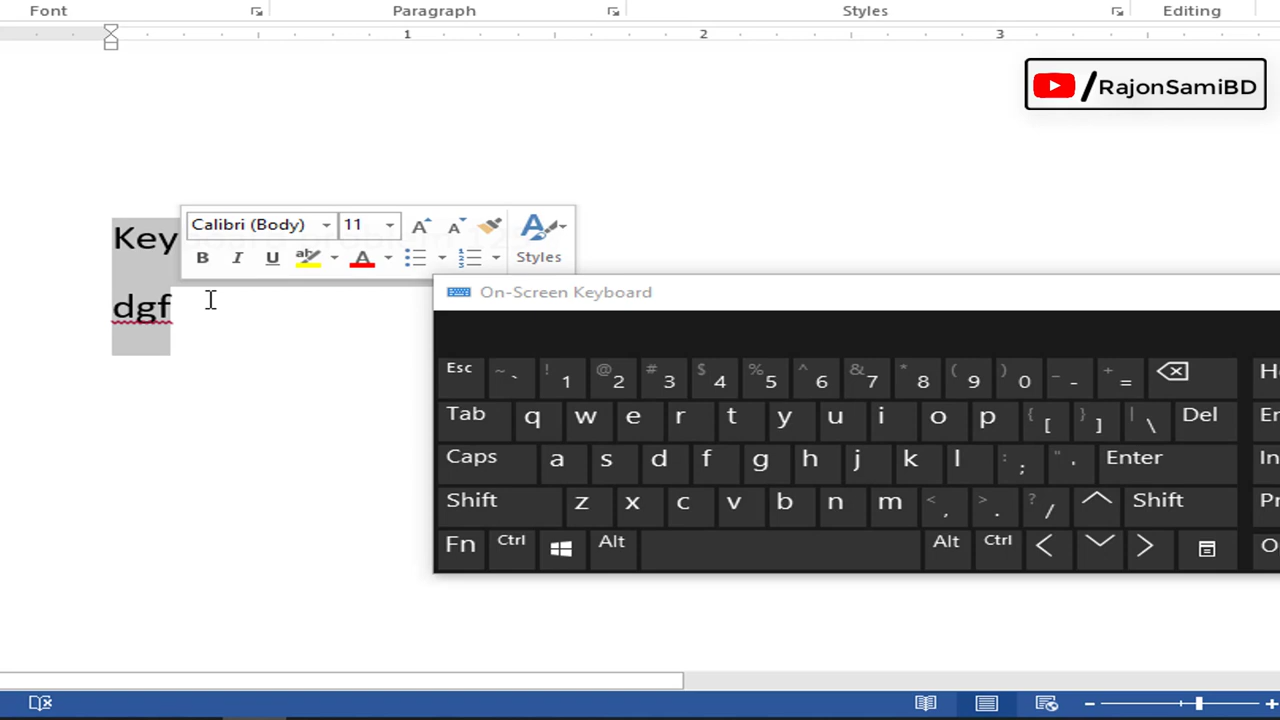 Font Paragraph Styles Editing
1 2 3
/RajonSamiBD
Calibri (Body) 11
Key
B I U ab A Styles
dgf
On-Screen Keyboard
Esc ~ ` ! 1 @ 2 # 3 $ 4 % 5 ^ 6 & 7 * 8 ( 9 ) 0 _ - + =
Tab q w e r t y u i o p { [ } ] | \ Del
Caps a s d f g h j k l : ; " ' Enter
Shift z x c v b n m < , > . ? / Shift
Fn Ctrl Alt Alt Ctrl